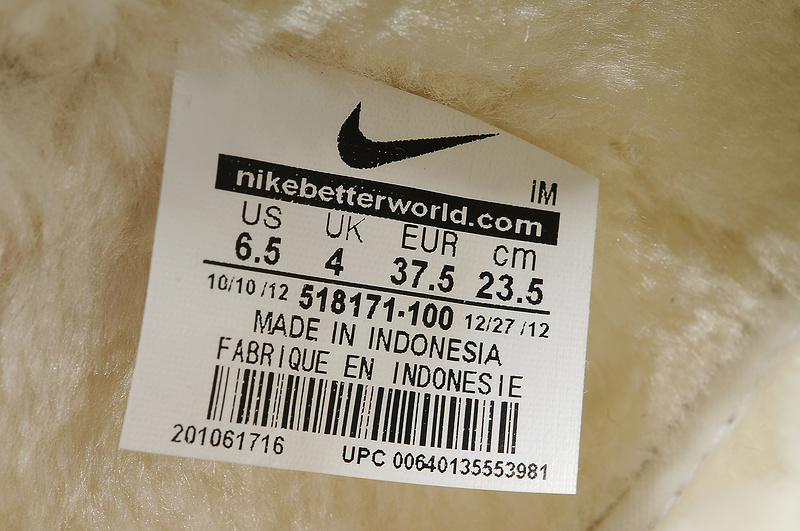 iM
nikebetterworld.com
US UK EUR cm
6.5 4 37.5 23.5
10/10/12 518171-100 12/27/12
MADE IN INDONESIA
FABRIQUE EN INDONESIE
201061716 UPC 00640135553981